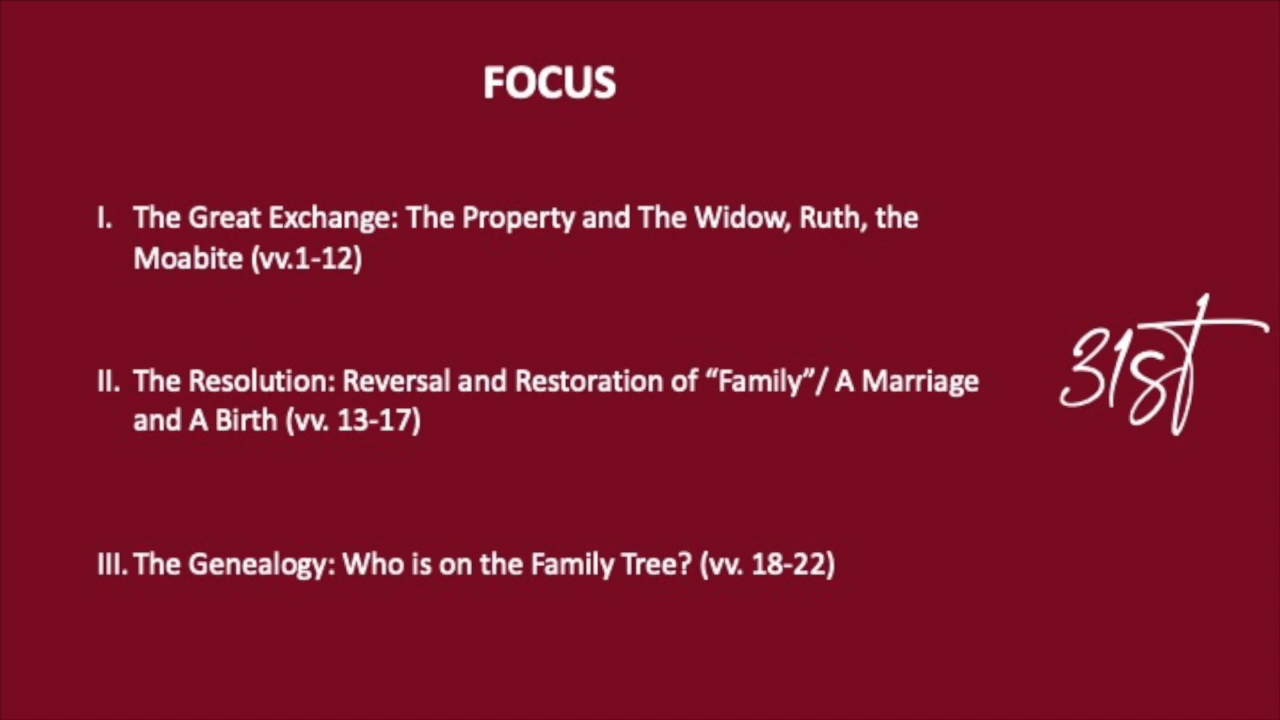 FOCUS
I. The Great Exchange: The Property and The Widow, Ruth, the
Moabite (vv.1-12)
II. The Resolution: Reversal and Restoration of “Family”/ A Marriage
and A Birth (vv. 13-17)
31st
III. The Genealogy: Who is on the Family Tree? (vv. 18-22)